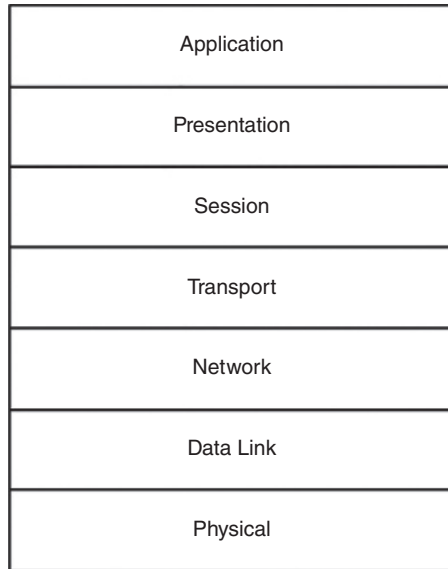 Application
Presentation
Session
Transport
Network
Data Link
Physical